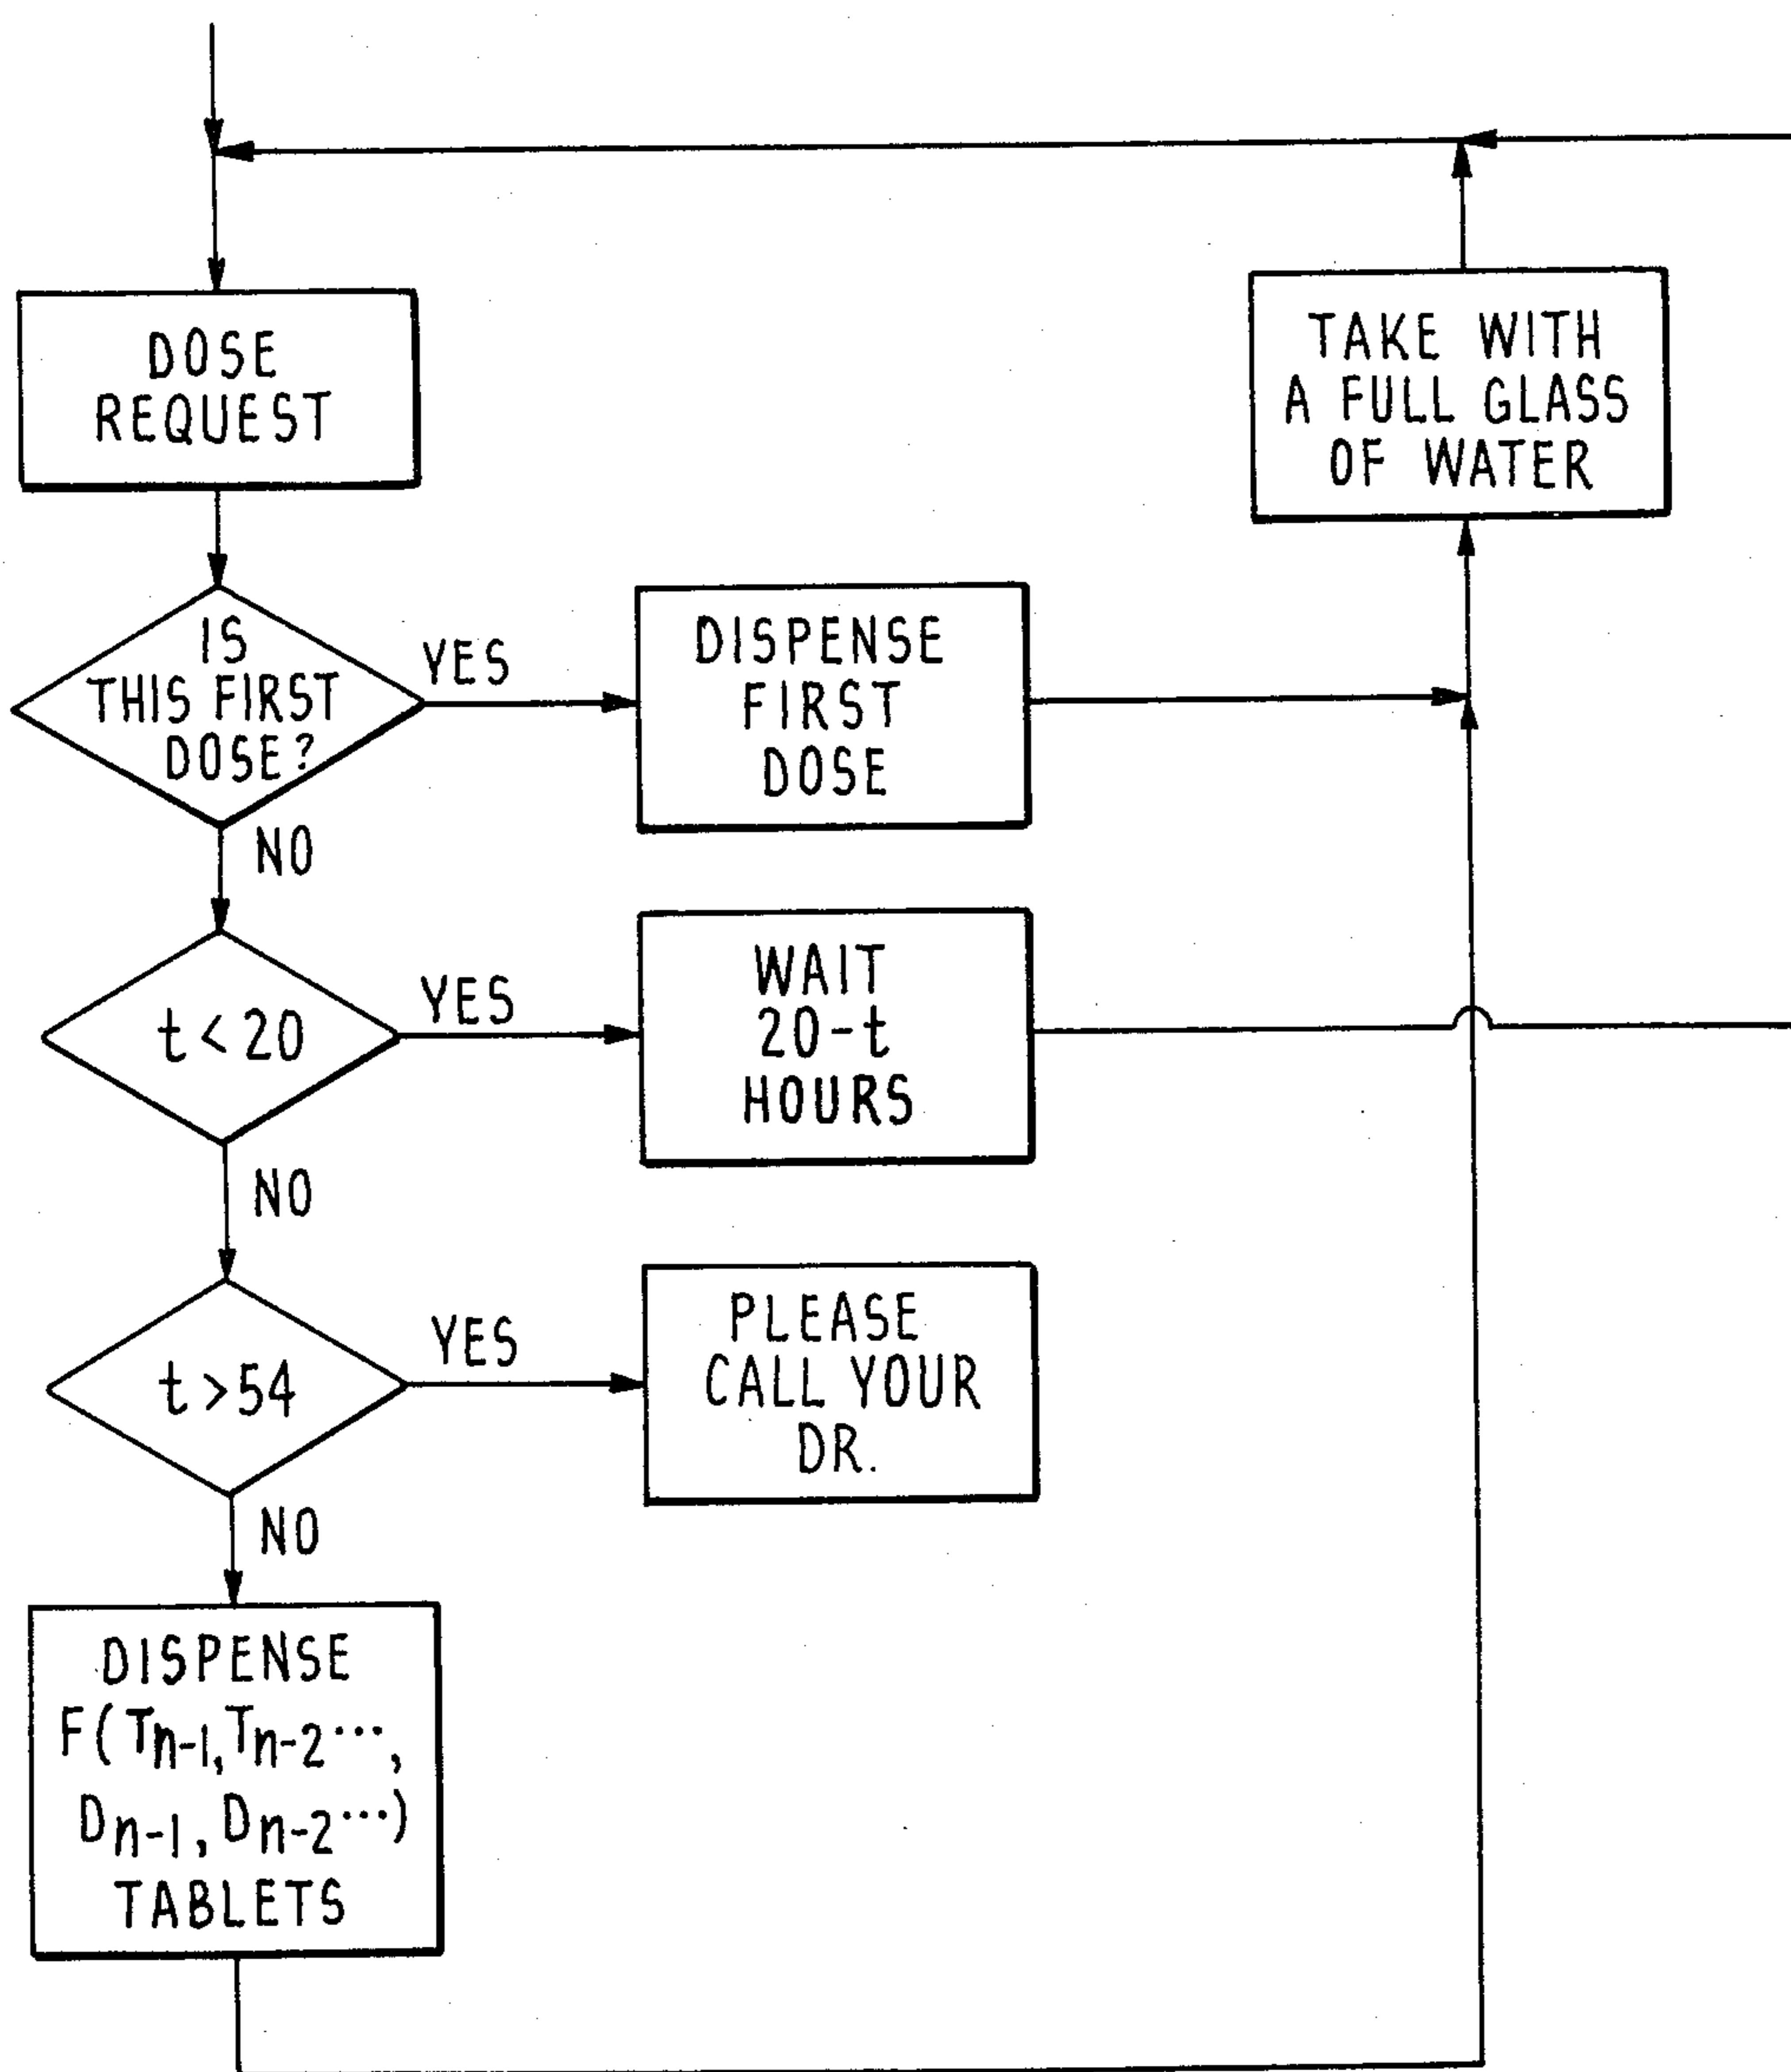 DOSE
REQUEST
TAKE WITH
A FULL GLASS
OF WATER
IS
THIS FIRST
DOSE?
YES
DISPENSE
FIRST
DOSE
NO
t < 20
YES
WAIT
20-t
HOURS
NO
t > 54
YES
PLEASE
CALL YOUR
DR.
NO
DISPENSE
F(Tn-1, Tn-2...,
Dn-1, Dn-2...)
TABLETS